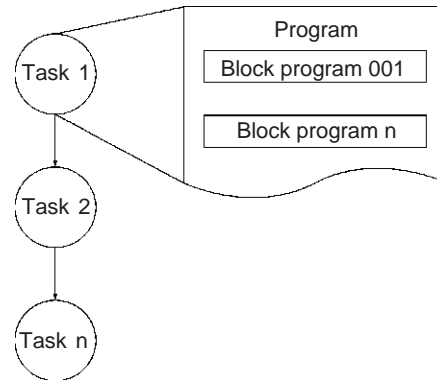 Program
Task 1
Block program 001
Block program n
Task 2
Task n